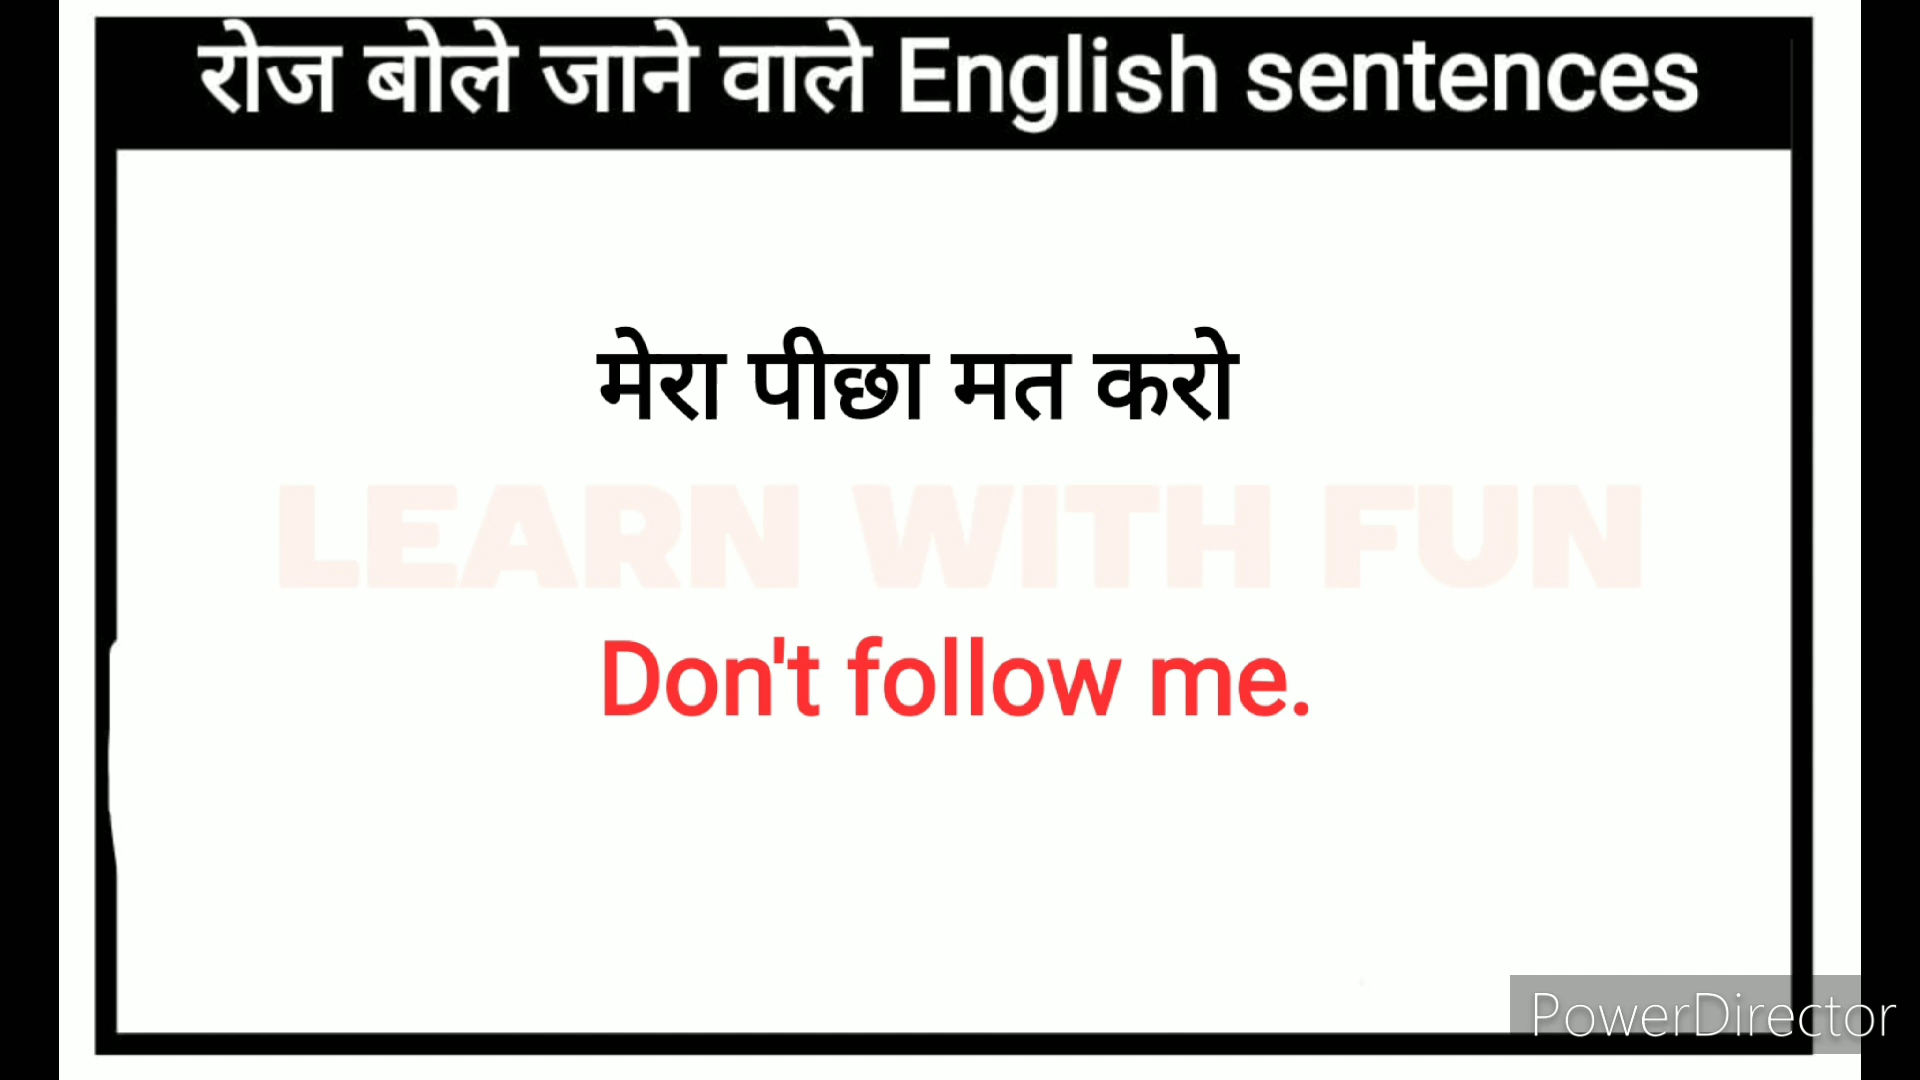 रोज बोले जाने वाले English sentences
मेरा पीछा मत करो
LEARN WITH FUN
Don't follow me.
PowerDirector